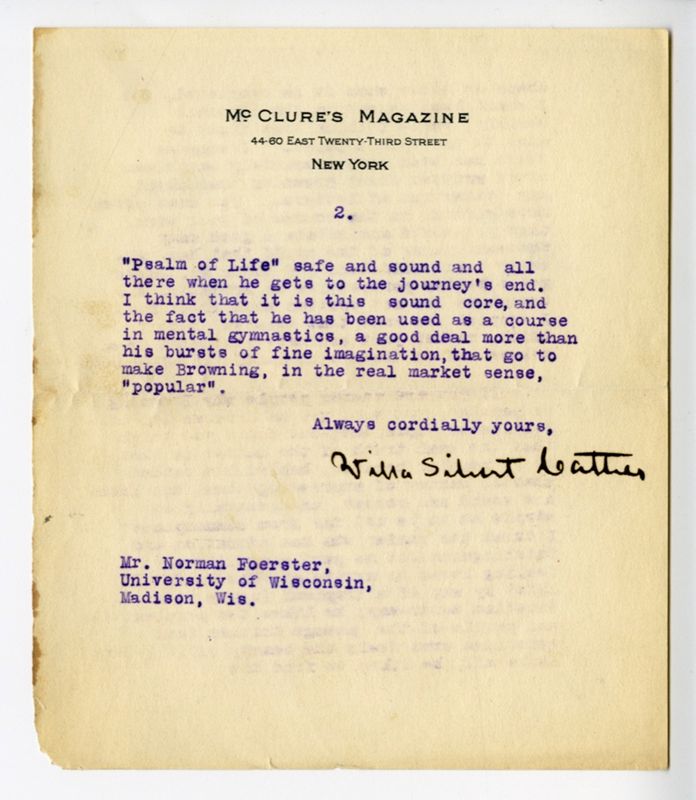 Mc CLURE'S MAGAZINE
44-60 EAST TWENTY-THIRD STREET
NEW YORK
2.
"Psalm of Life" safe and sound and all
there when he gets to the journey's end.
I think that it is this sound core, and
the fact that he has been used as a course
in mental gymnastics, a good deal more than
his bursts of fine imagination, that go to
make Browning, in the real market sense,
"popular".
Always cordially yours,
Willa Sibert Cather
Mr. Norman Foerster,
University of Wisconsin,
Madison, Wis.